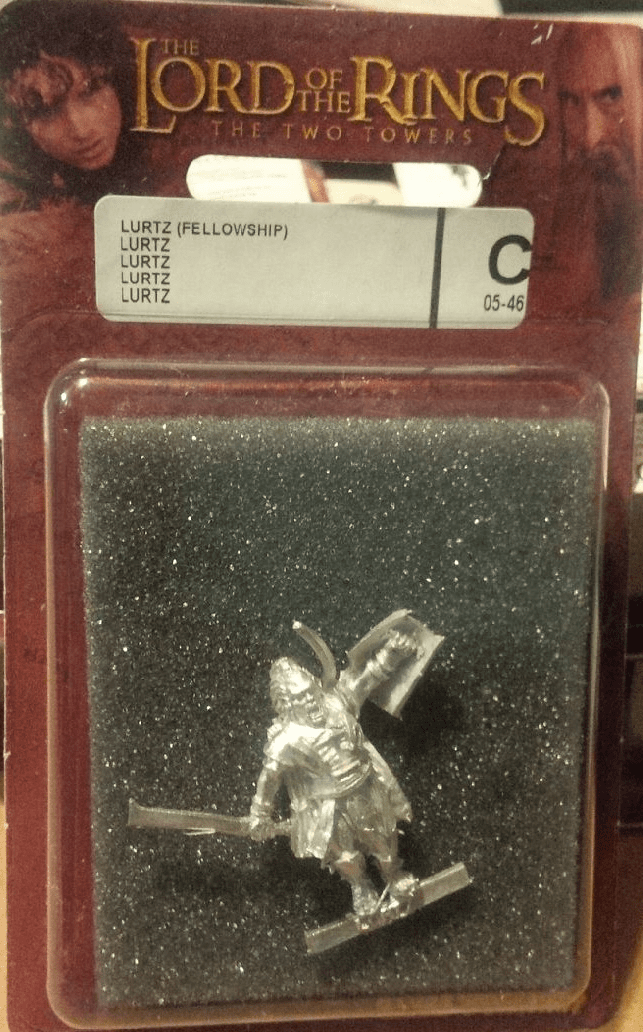 THE
LORD OF THE RINGS
THE TWO TOWERS
LURTZ (FELLOWSHIP)
LURTZ
LURTZ
LURTZ
LURTZ
C
05-46